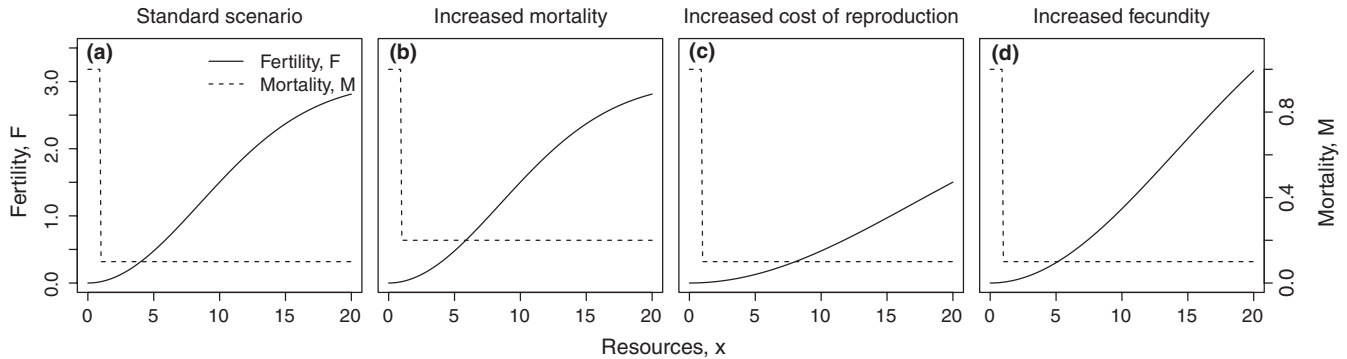 Standard scenario
Increased mortality
Increased cost of reproduction
Increased fecundity
(a)
(b)
(c)
(d)
Fertility, F
Mortality, M
Fertility, F
0.0 1.0 2.0 3.0
0 5 10 15 20
0 5 10 15 20
0 5 10 15 20
0 5 10 15 20
0.0 0.4 0.8
Mortality, M
Resources, x